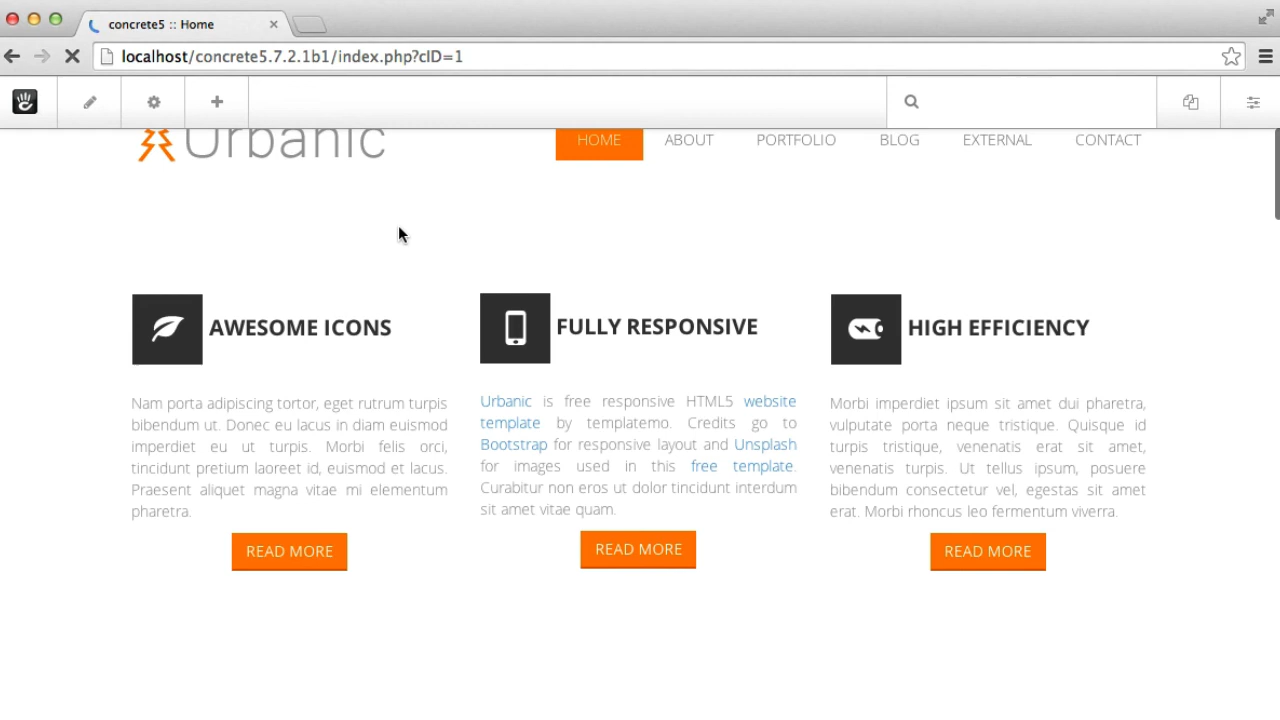 concrete5 :: Home
localhost/concrete5.7.2.1b1/index.php?cID=1
Urbanic
HOME ABOUT PORTFOLIO BLOG EXTERNAL CONTACT
AWESOME ICONS
Nam porta adipiscing tortor, eget rutrum turpis
bibendum ut. Donec eu lacus in diam euismod
imperdiet eu ut turpis. Morbi felis orci,
tincidunt pretium laoreet id, euismod et lacus.
Praesent aliquet magna vitae mi elementum
pharetra.
READ MORE
FULLY RESPONSIVE
Urbanic is free responsive HTML5 website
template by templatemo. Credits go to
Bootstrap for responsive layout and Unsplash
for images used in this free template.
Curabitur non eros ut dolor tincidunt interdum
sit amet vitae quam.
READ MORE
HIGH EFFICIENCY
Morbi imperdiet ipsum sit amet dui pharetra,
vulputate porta neque tristique. Quisque id
turpis tristique, venenatis erat sit amet,
venenatis turpis. Ut tellus ipsum, posuere
bibendum consectetur vel, egestas sit amet
erat. Morbi rhoncus leo fermentum viverra.
READ MORE